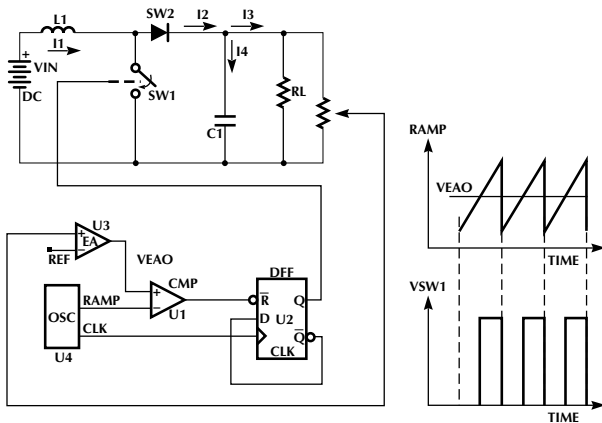 L1
I1
VIN
DC
SW2
I2
I3
I4
SW1
C1
RL
U3
EA
+
−
REF
VEAO
CMP
+
−
U1
OSC
U4
RAMP
CLK
DFF
R
Q
D
U2
Q
CLK
RAMP
VEAO
TIME
VSW1
TIME